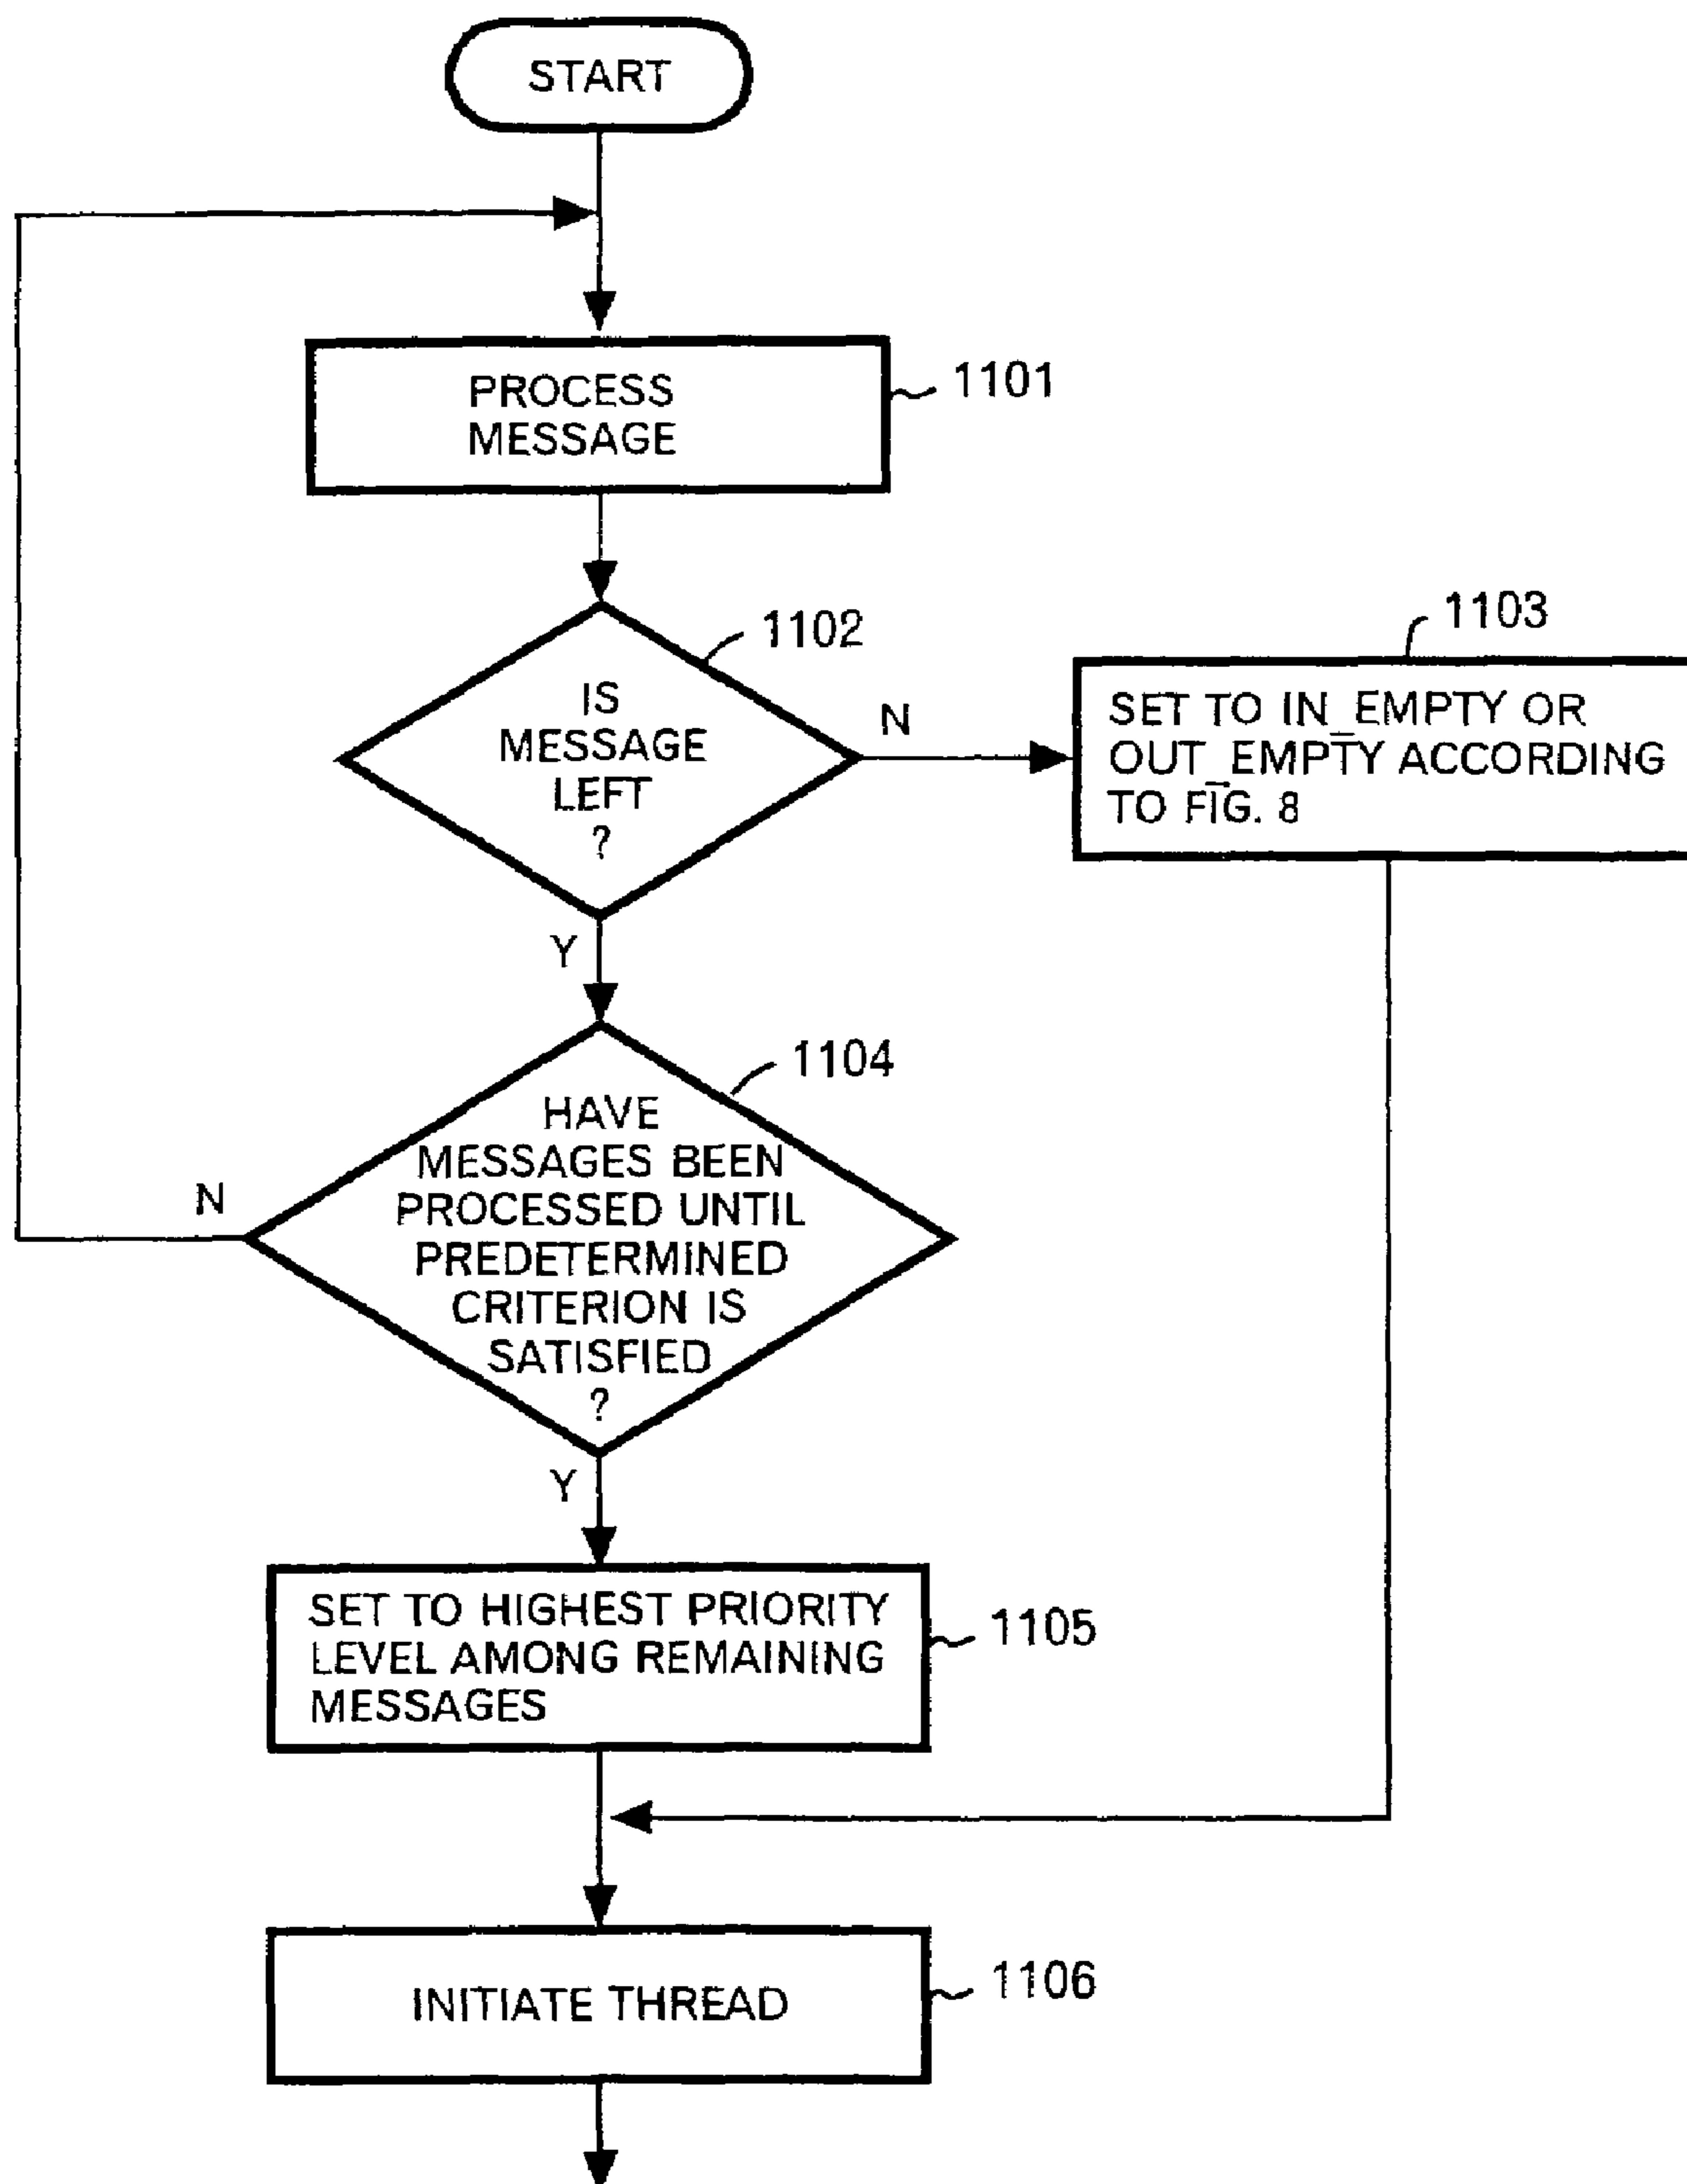 START
PROCESS
MESSAGE
1101
1102
IS
MESSAGE
LEFT
?
N
1103
SET TO IN_EMPTY OR
OUT_EMPTY ACCORDING
TO FIG. 8
Y
1104
HAVE
MESSAGES BEEN
PROCESSED UNTIL
PREDETERMINED
CRITERION IS
SATISFIED
?
N
Y
SET TO HIGHEST PRIORITY
LEVEL AMONG REMAINING
MESSAGES
1105
INITIATE THREAD
1106